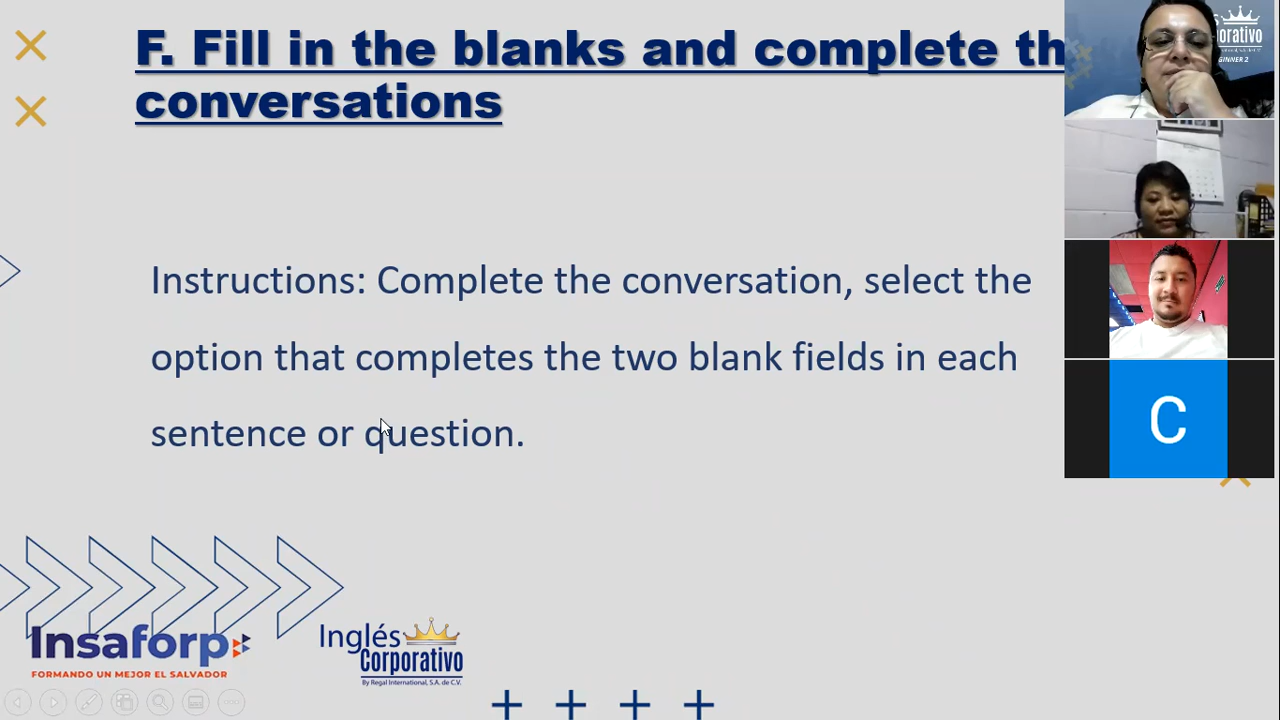 F. Fill in the blanks and complete th
conversations
Instructions: Complete the conversation, select the
option that completes the two blank fields in each
sentence or question.
Insaforp
FORMANDO UN MEJOR EL SALVADOR
Inglés
Corporativo
By Regal International, S.A. de C.V.
C